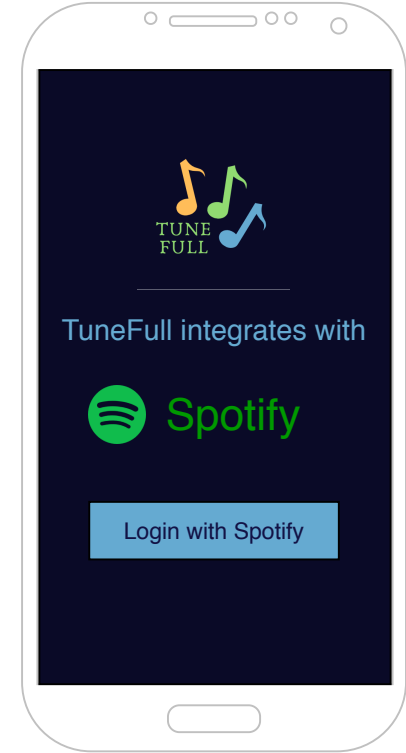 TUNE
FULL
TuneFull integrates with
Spotify
Login with Spotify